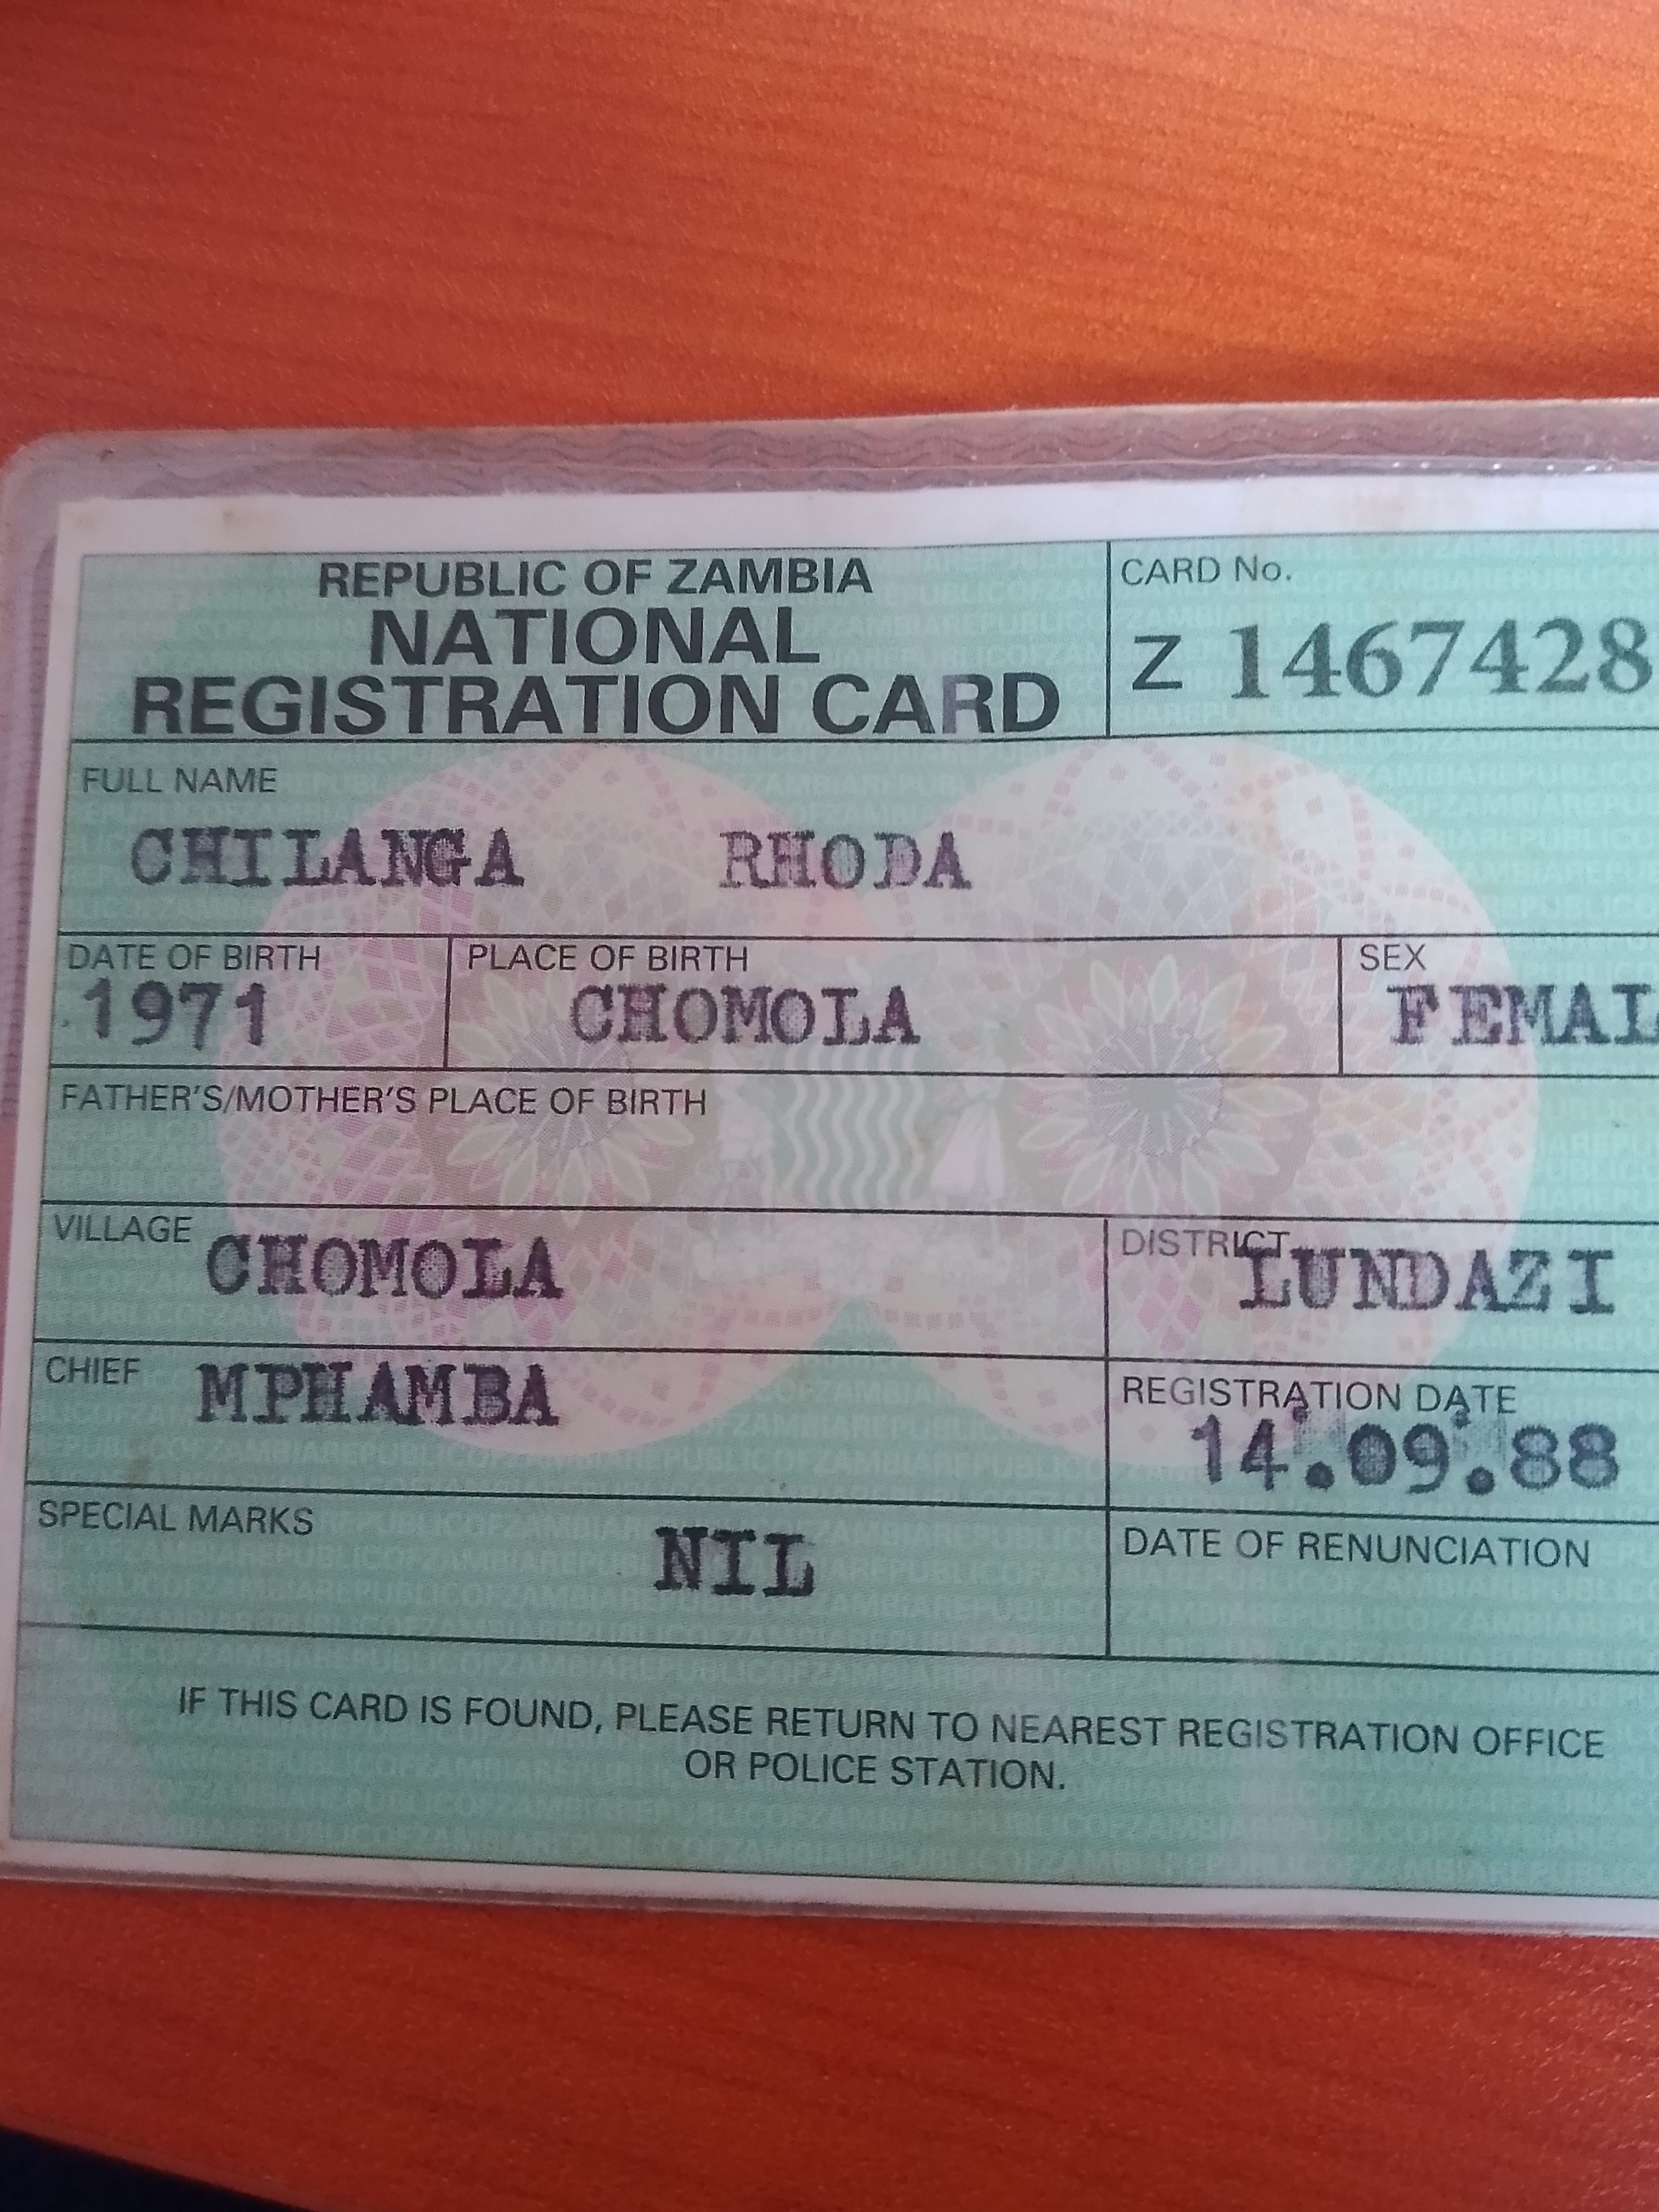 REPUBLIC OF ZAMBIA
NATIONAL
REGISTRATION CARD
CARD No.
Z 1467428
FULL NAME
CHILANGA RHODA
DATE OF BIRTH
1971
PLACE OF BIRTH
CHOMOLA
SEX
FEMAL
FATHER'S/MOTHER'S PLACE OF BIRTH
VILLAGE CHOMOLA
DISTRICT LUNDAZI
CHIEF MPHAMBA
REGISTRATION DATE
14.09.88
SPECIAL MARKS
NIL
DATE OF RENUNCIATION
IF THIS CARD IS FOUND, PLEASE RETURN TO NEAREST REGISTRATION OFFICE
OR POLICE STATION.